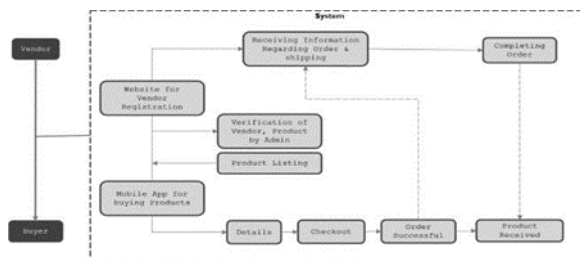 System
Vendor
Receiving Information
Regarding Order &
shipping
Completing
Order
Website for
Vendor
Registration
Verification of
Vendor, Product
by Admin
Product Listing
Mobile App for
buying Products
Buyer
Details
Checkout
Order
Successful
Product
Received